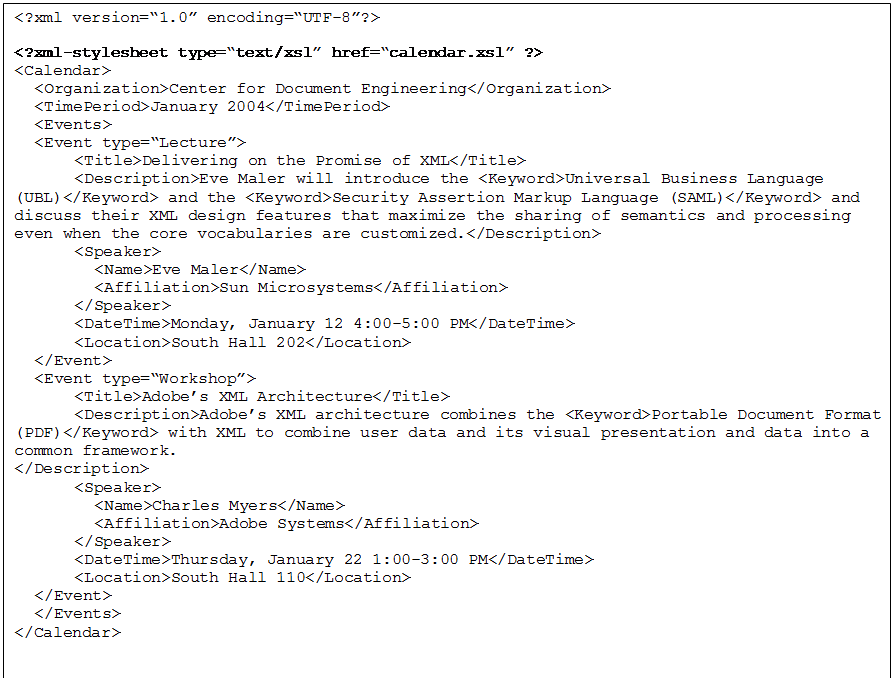 <?xml version=“1.0” encoding=“UTF-8”?>
<?xml-stylesheet type=“text/xsl” href=“calendar.xsl” ?>
<Calendar>
<Organization>Center for Document Engineering</Organization>
<TimePeriod>January 2004</TimePeriod>
<Events>
<Event type=“Lecture”>
<Title>Delivering on the Promise of XML</Title>
<Description>Eve Maler will introduce the <Keyword>Universal Business Language
(UBL)</Keyword> and the <Keyword>Security Assertion Markup Language (SAML)</Keyword> and
discuss their XML design features that maximize the sharing of semantics and processing
even when the core vocabularies are customized.</Description>
<Speaker>
<Name>Eve Maler</Name>
<Affiliation>Sun Microsystems</Affiliation>
</Speaker>
<DateTime>Monday, January 12 4:00-5:00 PM</DateTime>
<Location>South Hall 202</Location>
</Event>
<Event type=“Workshop”>
<Title>Adobe’s XML Architecture</Title>
<Description>Adobe’s XML architecture combines the <Keyword>Portable Document Format
(PDF)</Keyword> with XML to combine user data and its visual presentation and data into a
common framework.
</Description>
<Speaker>
<Name>Charles Myers</Name>
<Affiliation>Adobe Systems</Affiliation>
</Speaker>
<DateTime>Thursday, January 22 1:00-3:00 PM</DateTime>
<Location>South Hall 110</Location>
</Event>
</Events>
</Calendar>